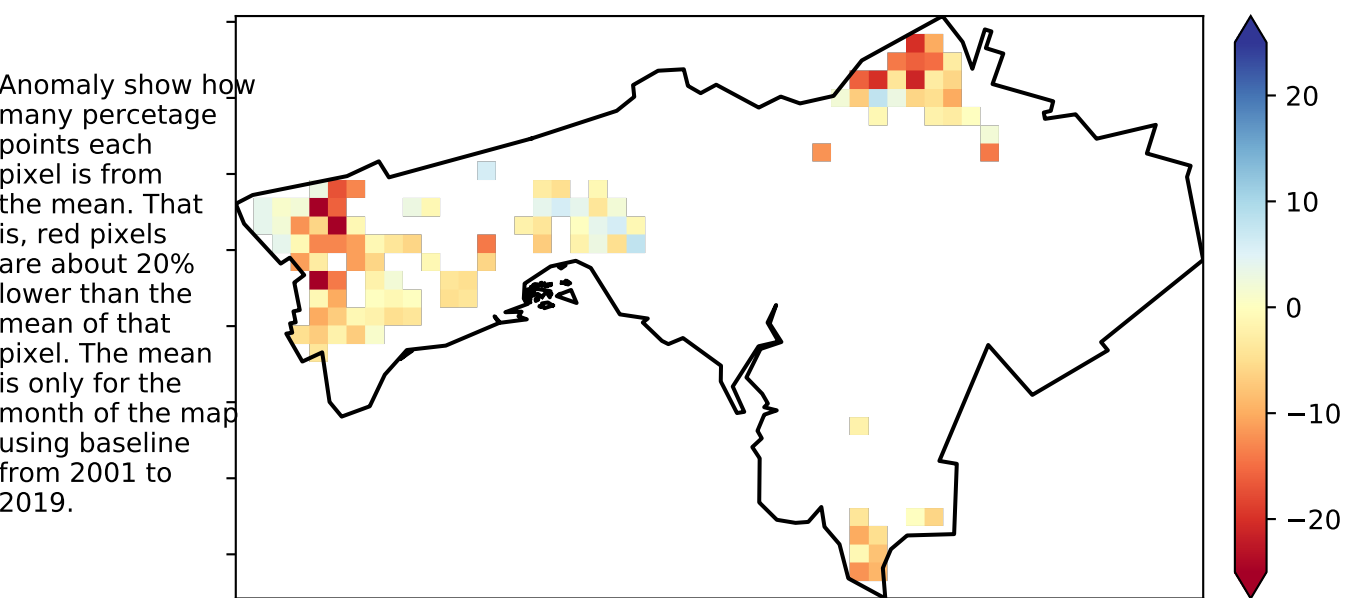 Anomaly show how
many percetage
points each
pixel is from
the mean. That
is, red pixels
are about 20%
lower than the
mean of that
pixel. The mean
is only for the
month of the map
using baseline
from 2001 to
2019.
20
10
0
−10
−20